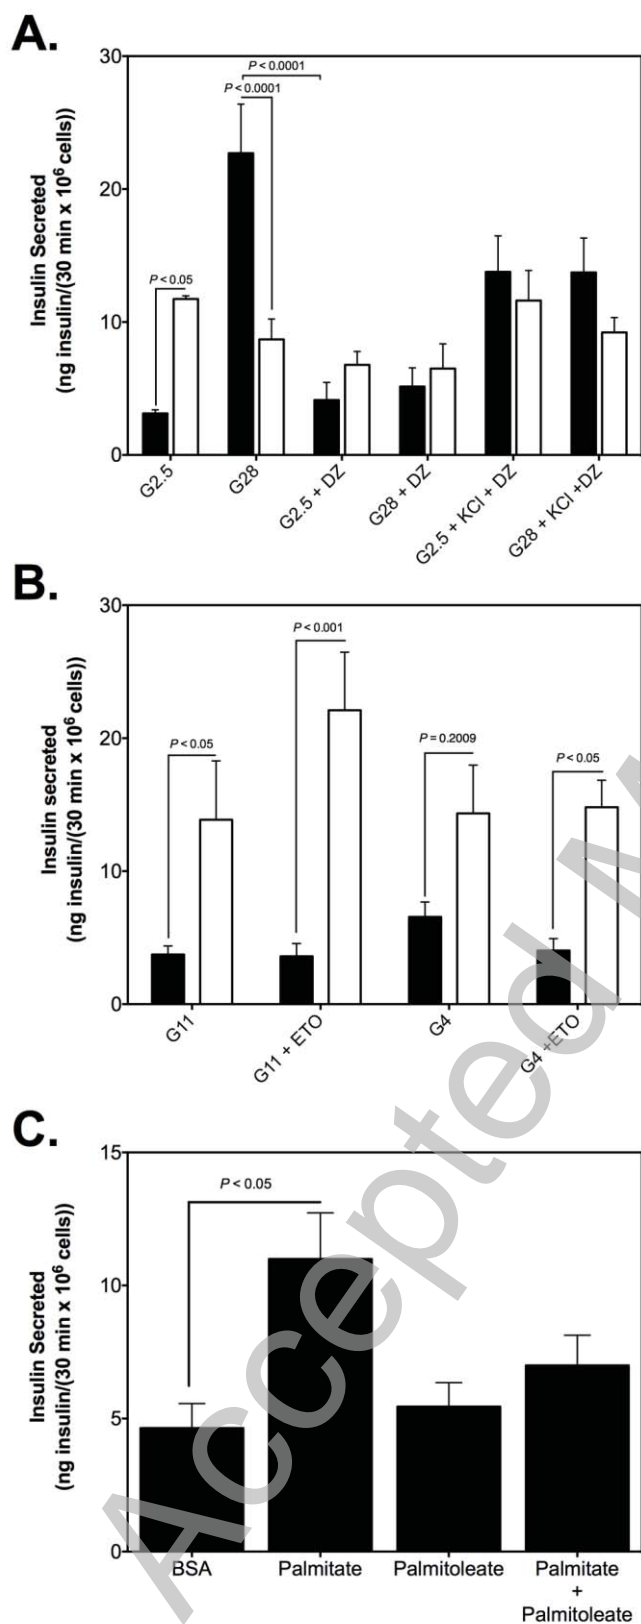 A.
Insulin Secreted
(ng insulin/(30 min x 10⁶ cells))
30
20
10
0
P < 0.0001
P < 0.0001
P < 0.05
G2.5
G28
G2.5 + DZ
G28 + DZ
G2.5 + KCl + DZ
G28 + KCl +DZ
B.
Insulin secreted
(ng insulin/(30 min x 10⁶ cells))
30
20
10
0
P < 0.05
P < 0.001
P = 0.2009
P < 0.05
G11
G11 + ETO
G4
G4 +ETO
C.
Insulin Secreted
(ng insulin/(30 min x 10⁶ cells))
15
10
5
0
P < 0.05
BSA
Palmitate
Palmitoleate
Palmitate
+
Palmitoleate
Accepted M